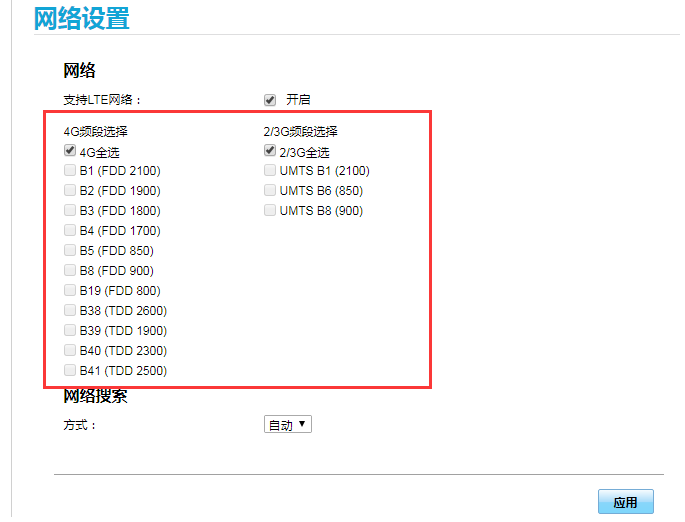 网络设置
网络
支持LTE网络： 开启
4G频段选择 2/3G频段选择
4G全选 2/3G全选
B1 (FDD 2100) UMTS B1 (2100)
B2 (FDD 1900) UMTS B6 (850)
B3 (FDD 1800) UMTS B8 (900)
B4 (FDD 1700)
B5 (FDD 850)
B8 (FDD 900)
B19 (FDD 800)
B38 (TDD 2600)
B39 (TDD 1900)
B40 (TDD 2300)
B41 (TDD 2500)
网络搜索
方式： 自动
应用